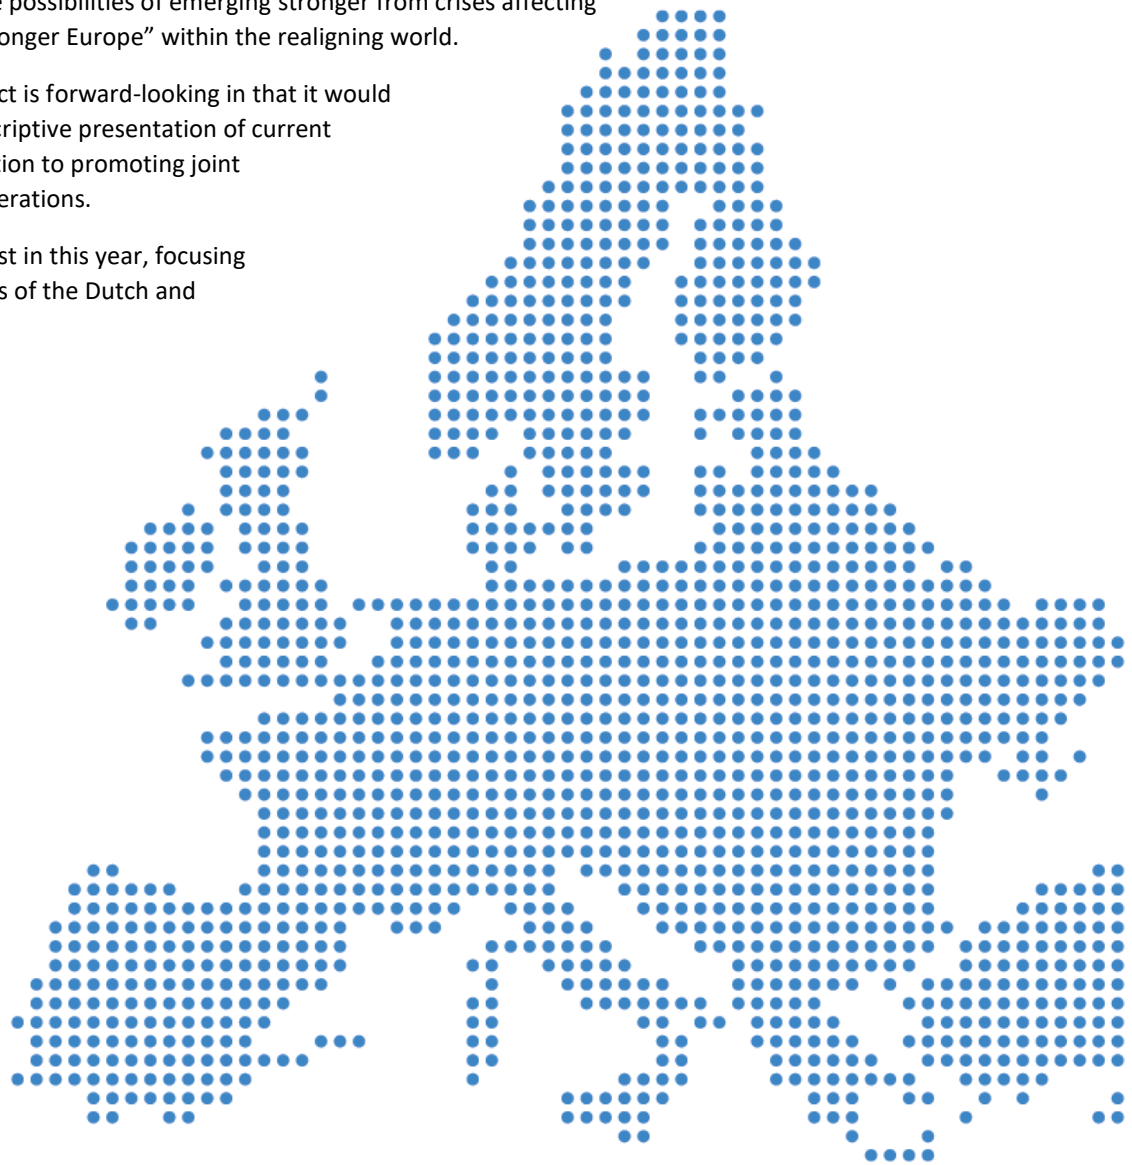 possibilities of emerging stronger from crises affecting
onger Europe” within the realigning world.
ct is forward-looking in that it would
criptive presentation of current
tion to promoting joint
erations.
st in this year, focusing
s of the Dutch and